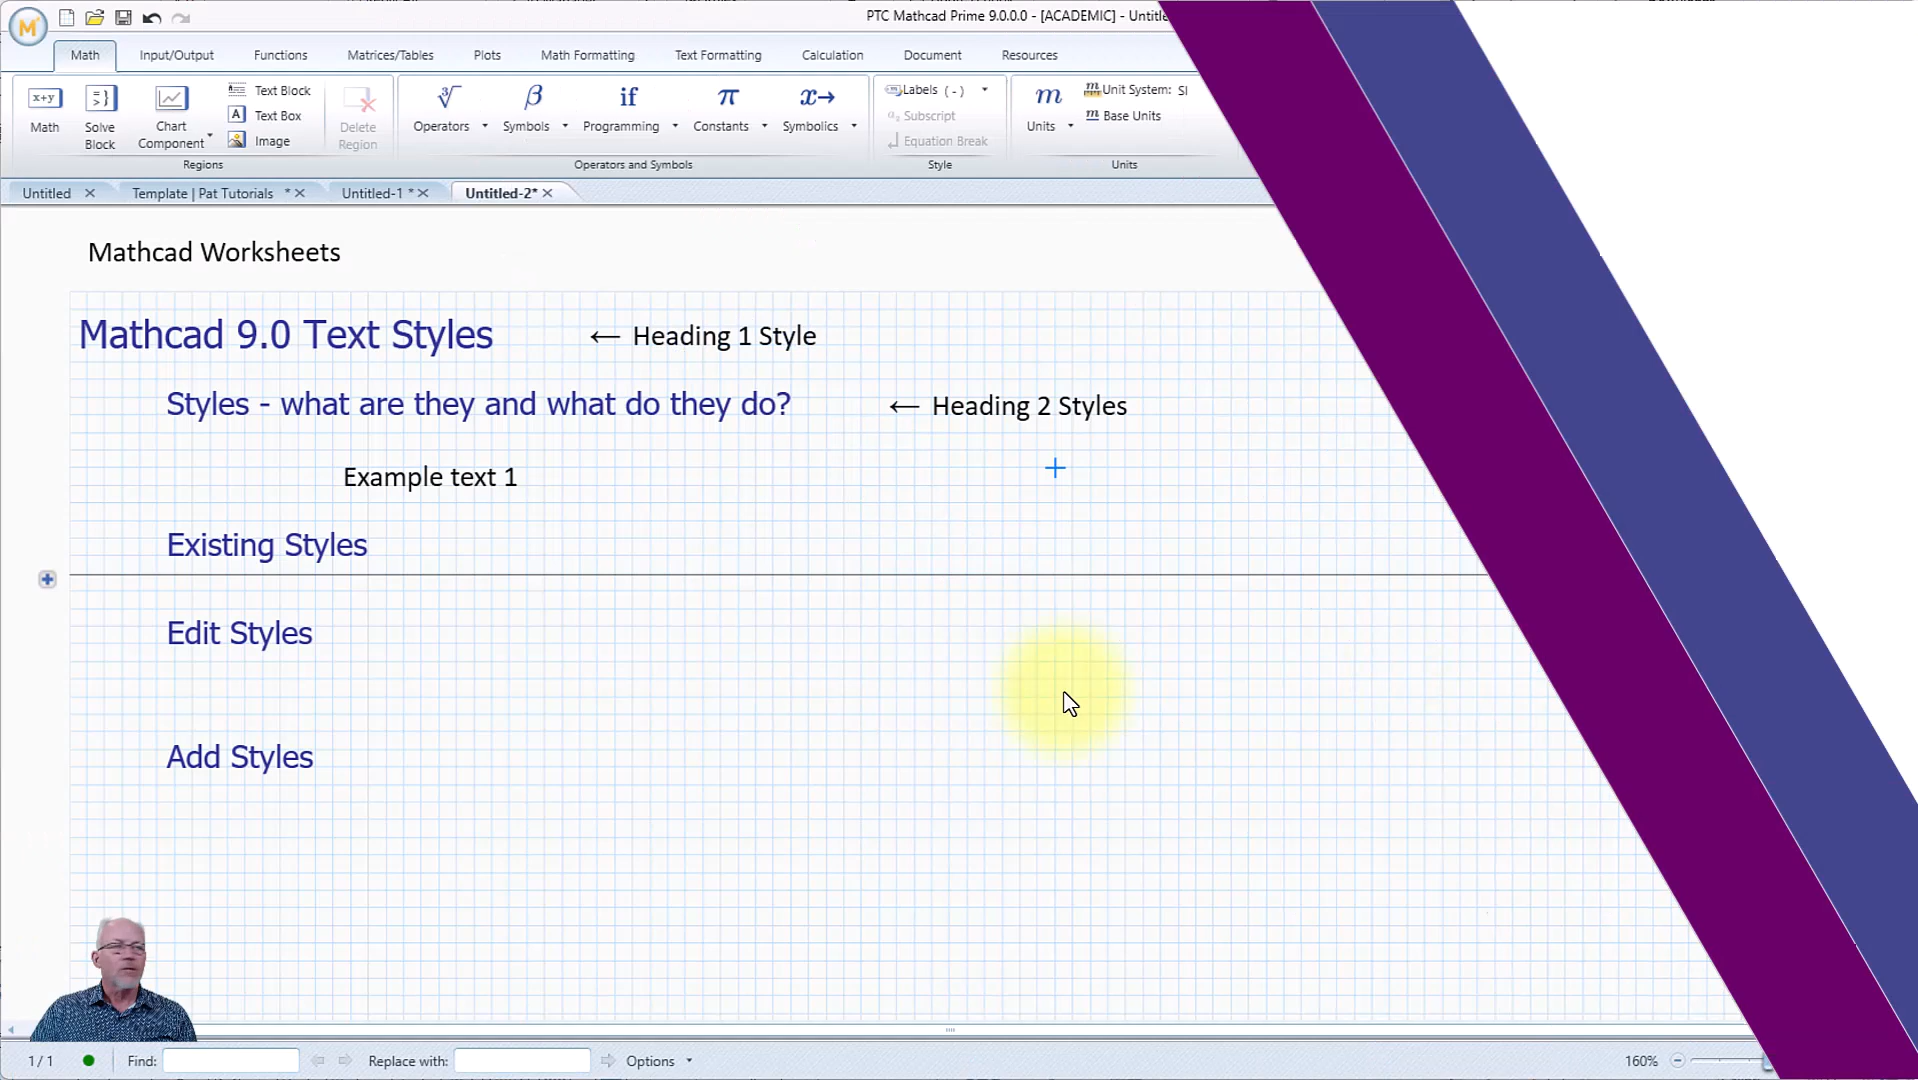 PTC Mathcad Prime 9.0.0.0 - [ACADEMIC] -
Math Input/Output Functions Matrices/Tables Plots Math Formatting Text Formatting Calculation Document Resources
Math
Solve Block
Chart Component
Text Block
Text Box
Image
Delete Region
Operators
Symbols
if Programming
π Constants
Symbolics
Labels ( - )
Subscript
Equation Break
Units
Unit System: SI
Base Units
Regions Operators and Symbols Style Units
Untitled Template | Pat Tutorials * Untitled-1 * Untitled-2*
Mathcad Worksheets
Mathcad 9.0 Text Styles ← Heading 1 Style
Styles - what are they and what do they do? ← Heading 2 Styles
Example text 1
Existing Styles
Edit Styles
Add Styles
1 / 1 Find: Replace with: Options 160%